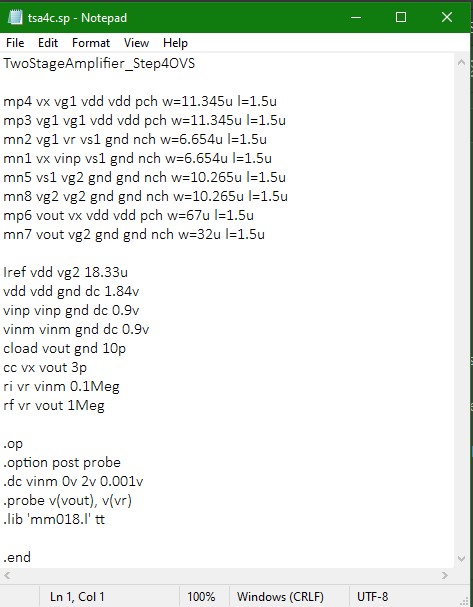 tsa4c.sp - Notepad
File Edit Format View Help
TwoStageAmplifier_Step4OVS
mp4 vx vg1 vdd vdd pch w=11.345u l=1.5u
mp3 vg1 vg1 vdd vdd pch w=11.345u l=1.5u
mn2 vg1 vr vs1 gnd nch w=6.654u l=1.5u
mn1 vx vinp vs1 gnd nch w=6.654u l=1.5u
mn5 vs1 vg2 gnd gnd nch w=10.265u l=1.5u
mn8 vg2 vg2 gnd gnd nch w=10.265u l=1.5u
mp6 vout vx vdd vdd pch w=67u l=1.5u
mn7 vout vg2 gnd gnd nch w=32u l=1.5u
Iref vdd vg2 18.33u
vdd vdd gnd dc 1.84v
vinp vinp gnd dc 0.9v
vinm vinm gnd dc 0.9v
cload vout gnd 10p
cc vx vout 3p
ri vr vinm 0.1Meg
rf vr vout 1Meg
.op
.option post probe
.dc vinm 0v 2v 0.001v
.probe v(vout), v(vr)
.lib 'mm018.l' tt
.end
Ln 1, Col 1 100% Windows (CRLF) UTF-8